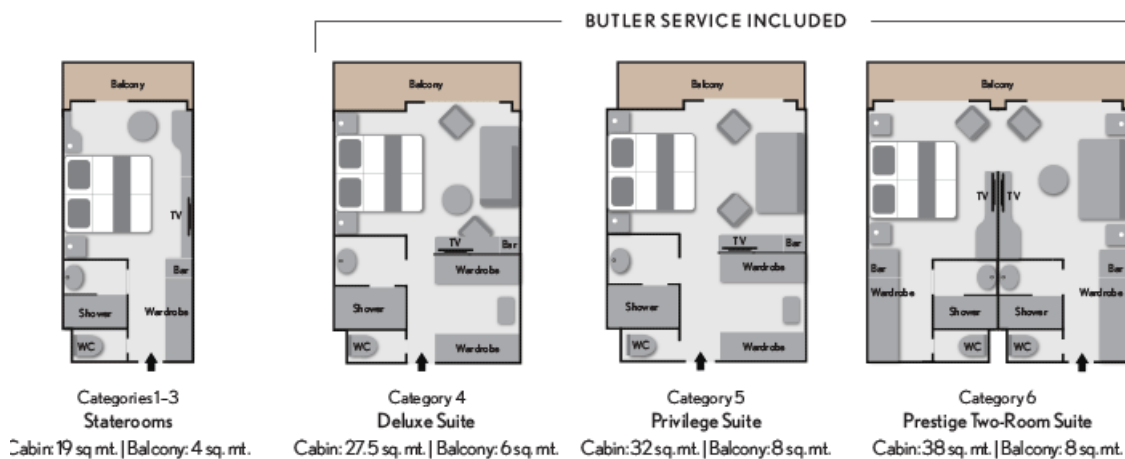 BUTLER SERVICE INCLUDED
Balcony
TV
Bar
Shower
Wardrobe
WC
Categories 1–3
Staterooms
Cabin: 19 sq. mt. | Balcony: 4 sq. mt.
Balcony
TV
Bar
Wardrobe
Shower
WC
Wardrobe
Category 4
Deluxe Suite
Cabin: 27.5 sq. mt. | Balcony: 6 sq. mt.
Balcony
TV
Bar
Wardrobe
Shower
WC
Wardrobe
Category 5
Privilege Suite
Cabin: 32 sq. mt. | Balcony: 8 sq. mt.
Balcony
TV TV
Bar
Bar
Wardrobe
Wardrobe
Shower
Shower
WC
WC
Category 6
Prestige Two-Room Suite
Cabin: 38 sq. mt. | Balcony: 8 sq. mt.